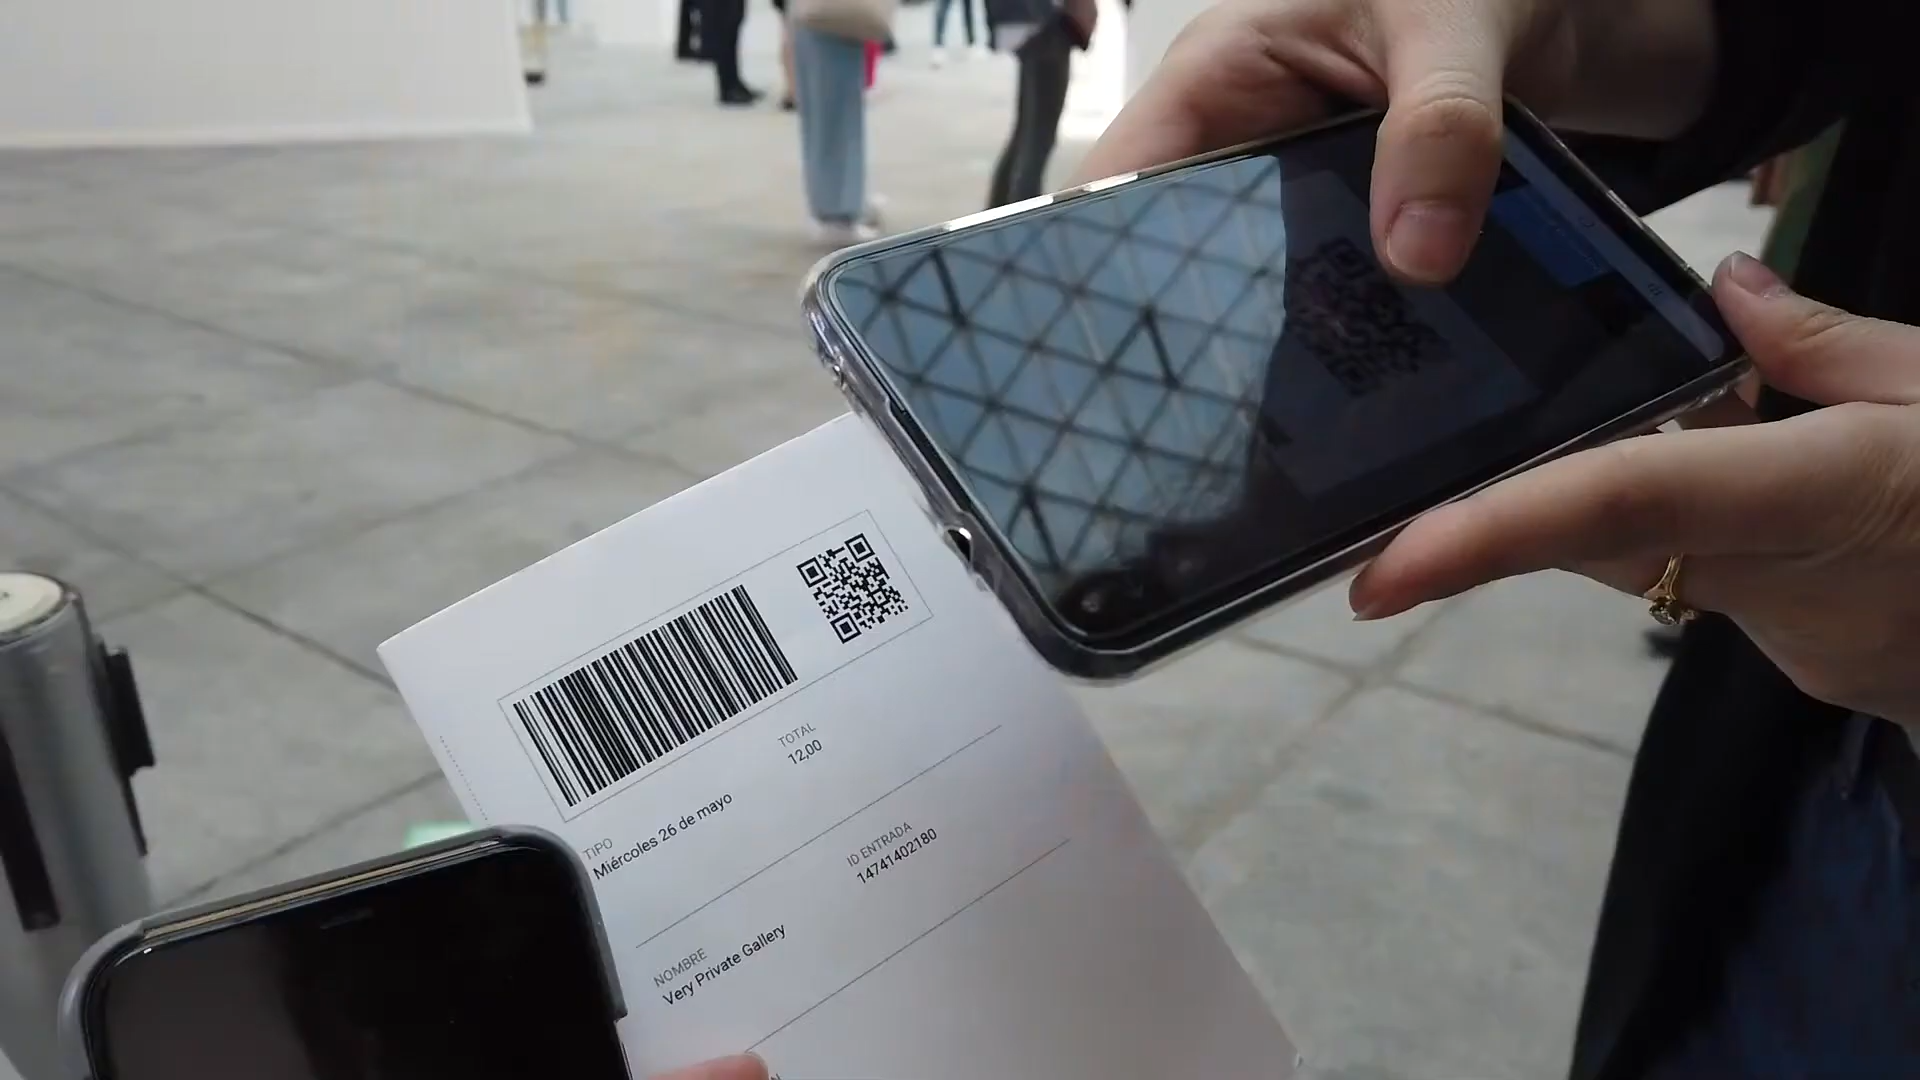 TOTAL
12,00
TIPO
Miércoles 26 de mayo
ID ENTRADA
14741402180
NOMBRE
Very Private Gallery